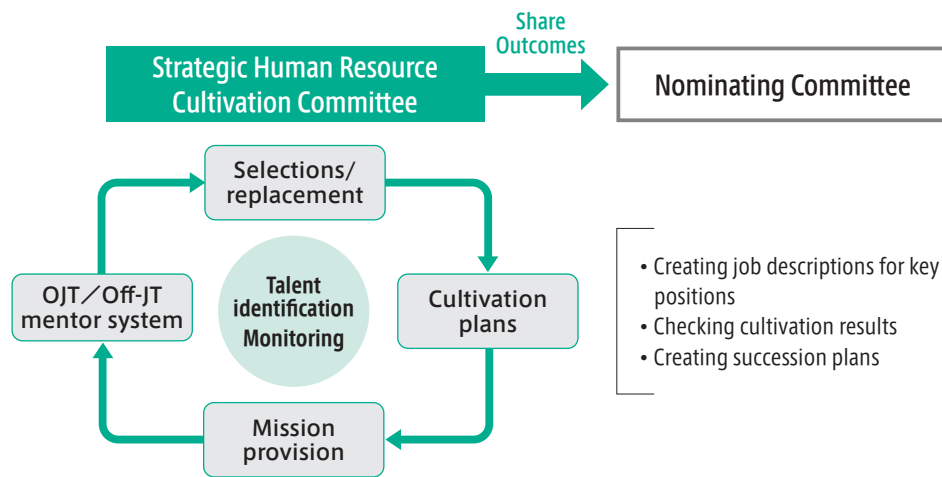 Share
Outcomes
Strategic Human Resource
Cultivation Committee
Nominating Committee
Selections/
replacement
OJT／Off-JT
mentor system
Talent
identification
Monitoring
Cultivation
plans
Mission
provision
• Creating job descriptions for key
positions
• Checking cultivation results
• Creating succession plans